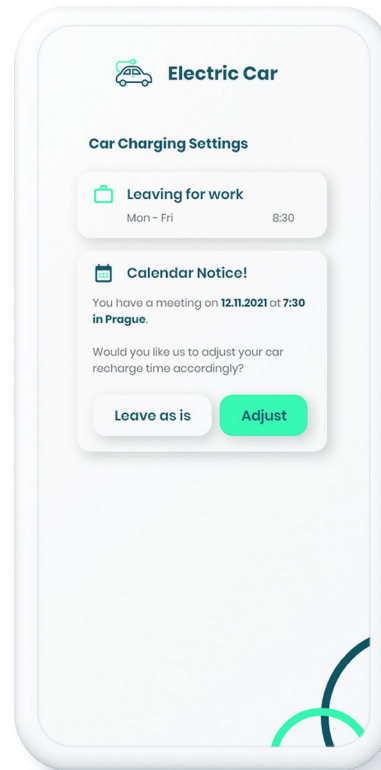 Electric Car
Car Charging Settings
Leaving for work
Mon - Fri 8:30
Calendar Notice!
You have a meeting on 12.11.2021 at 7:30
in Prague.
Would you like us to adjust your car
recharge time accordingly?
Leave as is Adjust